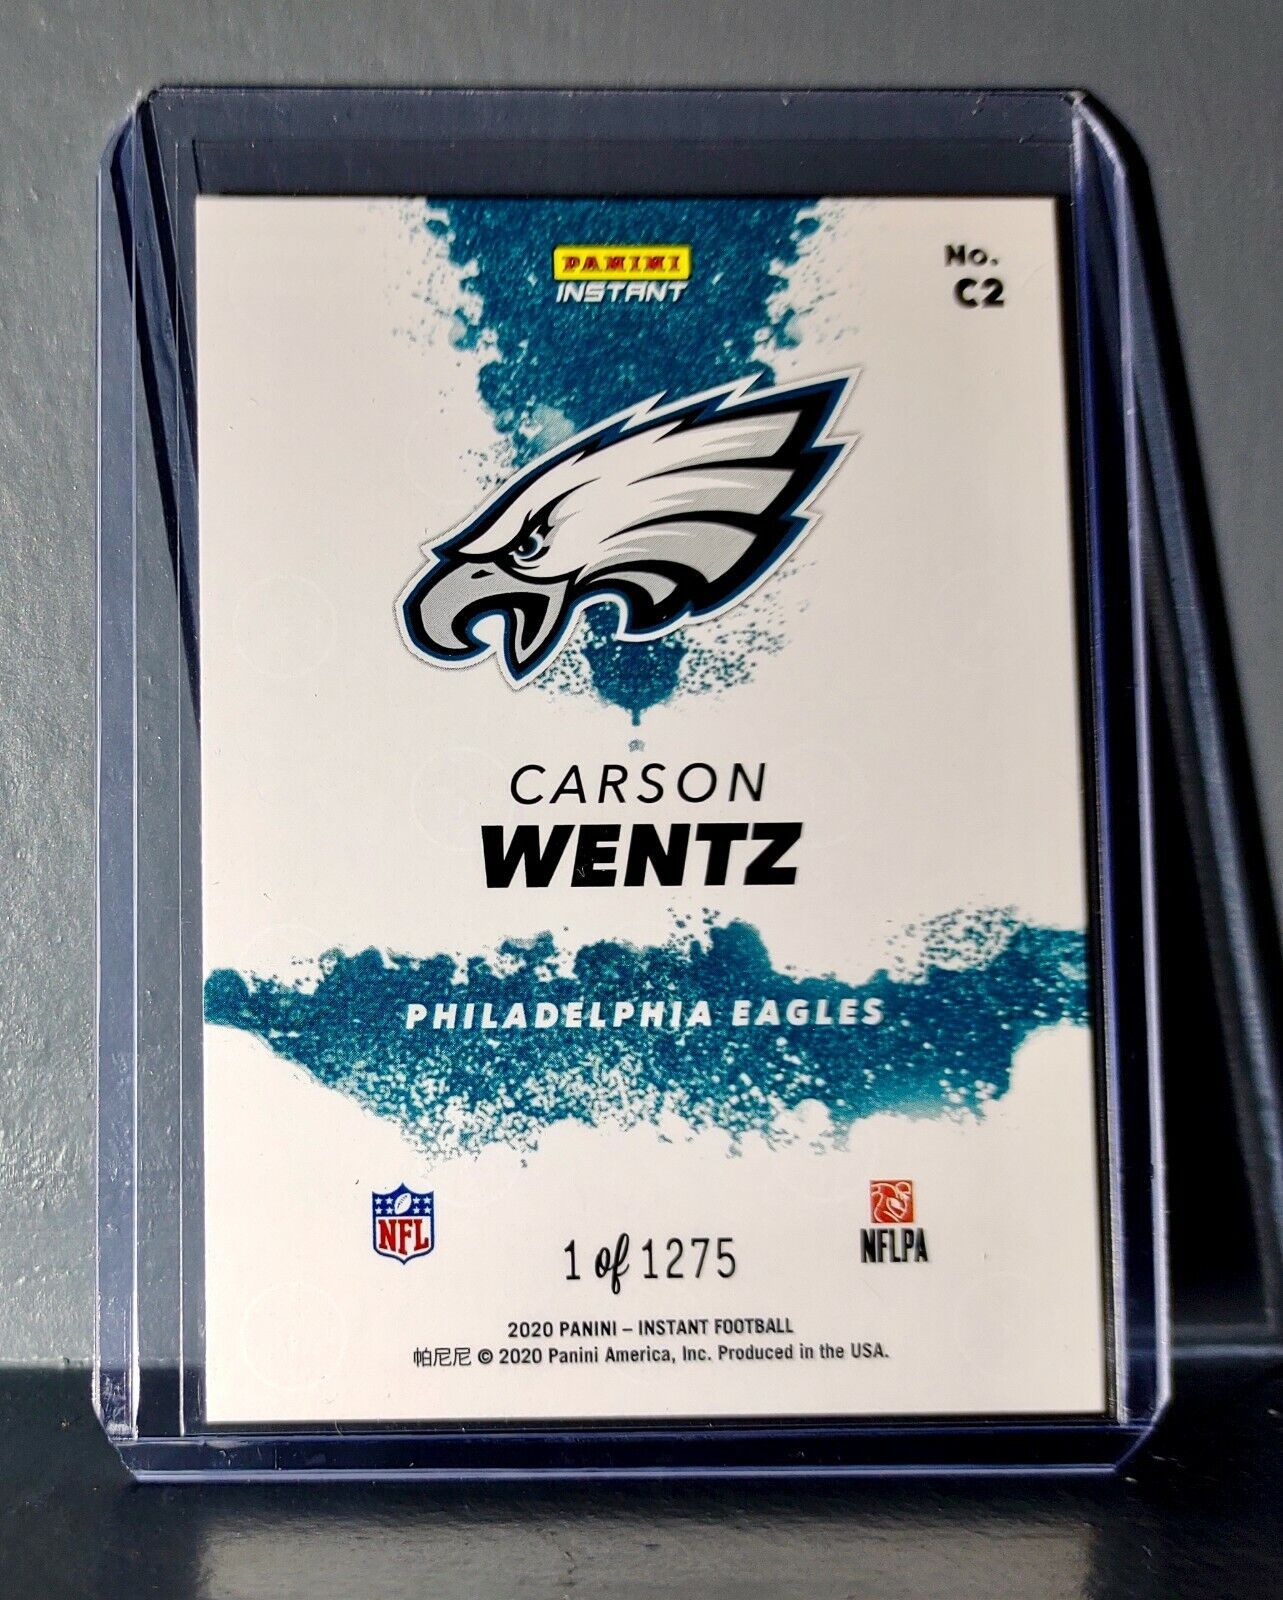 PANINI
INSTANT
No.
C2
CARSON
WENTZ
PHILADELPHIA EAGLES
NFL
1 of 1275
NFLPA
2020 PANINI – INSTANT FOOTBALL
帕尼尼 © 2020 Panini America, Inc. Produced in the USA.